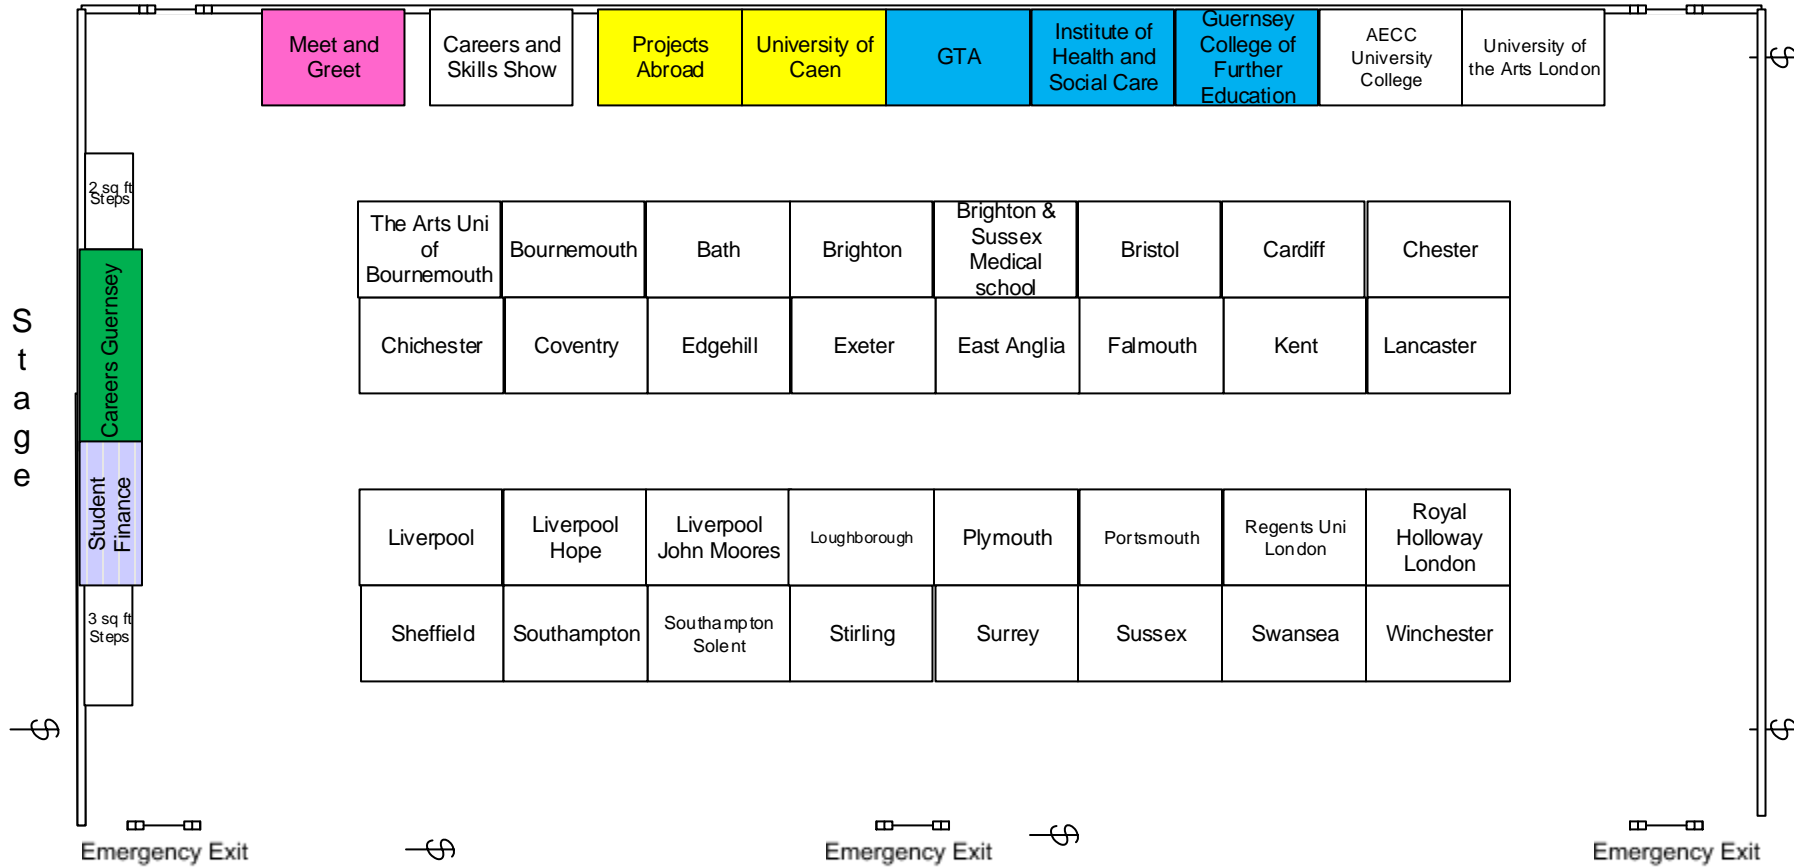 Meet and
Greet
Careers and
Skills Show
Projects
Abroad
University of
Caen
GTA
Institute of
Health and
Social Care
Guernsey
College of
Further
Education
AECC
University
College
University of
the Arts London
2 sq ft
Steps
Careers Guernsey
Student
Finance
3 sq ft
Steps
Stage
The Arts Uni
of
Bournemouth
Bournemouth
Bath
Brighton
Brighton &
Sussex
Medical
school
Bristol
Cardiff
Chester
Chichester
Coventry
Edgehill
Exeter
East Anglia
Falmouth
Kent
Lancaster
Liverpool
Liverpool
Hope
Liverpool
John Moores
Loughborough
Plymouth
Portsmouth
Regents Uni
London
Royal
Holloway
London
Sheffield
Southampton
Southampton
Solent
Stirling
Surrey
Sussex
Swansea
Winchester
Emergency Exit
Emergency Exit
Emergency Exit